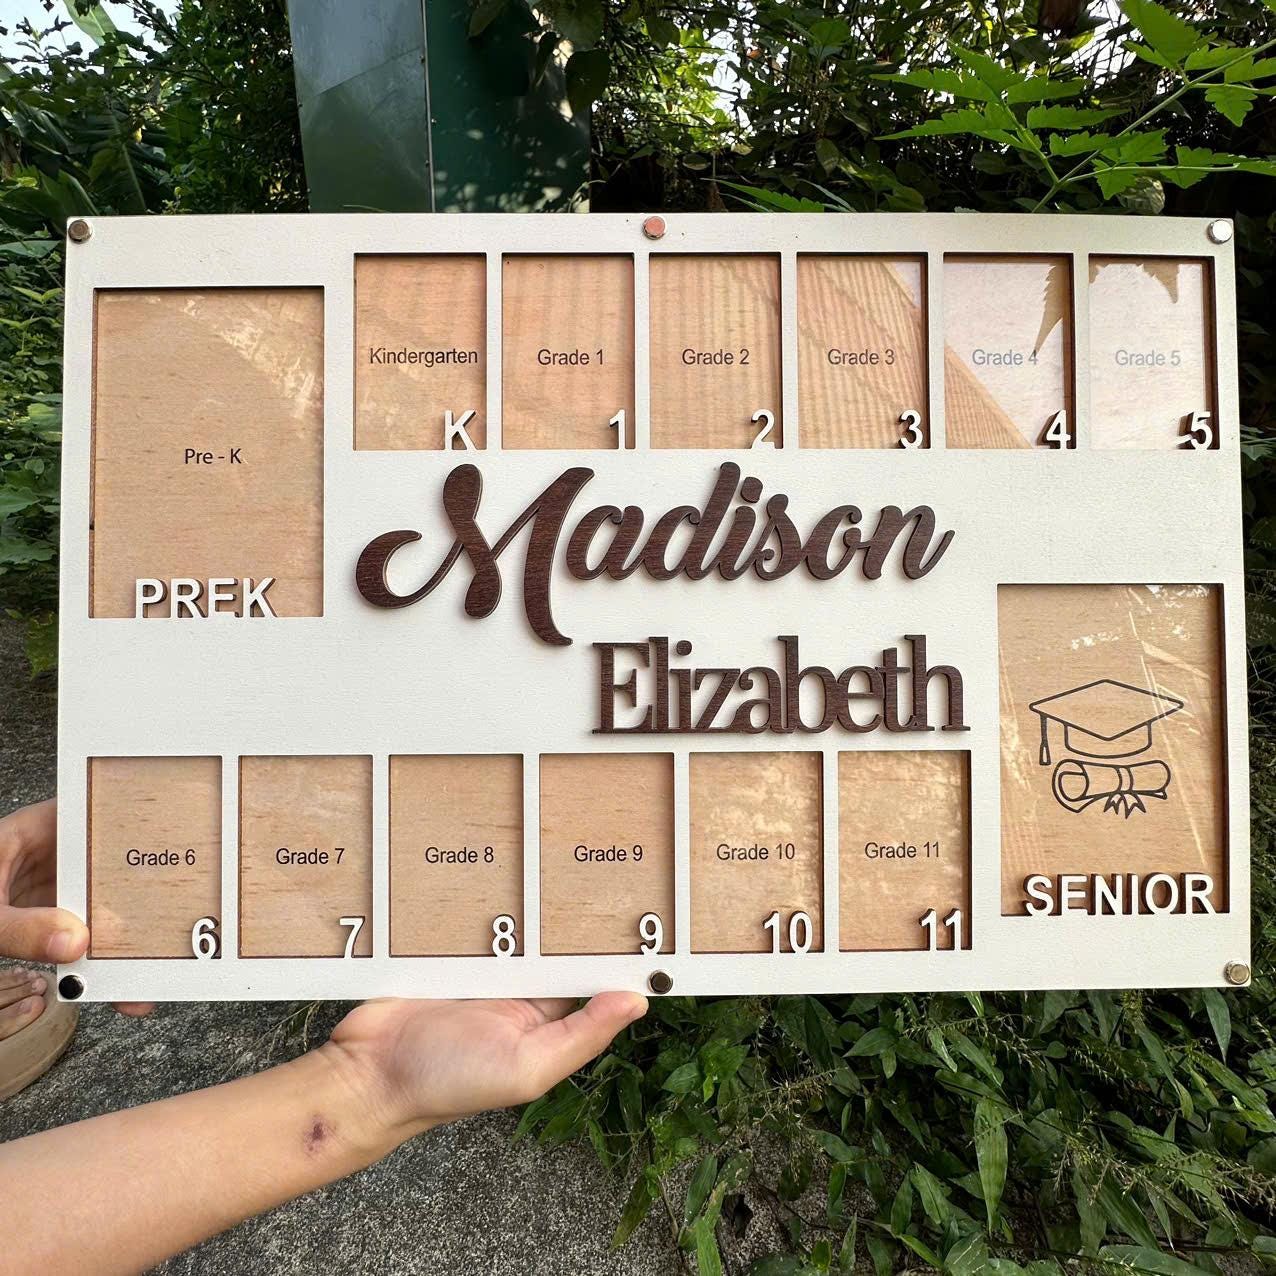 Kindergarten
Grade 1
Grade 2
Grade 3
Grade 4
Grade 5
K
1
2
3
4
5
Pre - K
PREK
Madison
Elizabeth
Grade 6
Grade 7
Grade 8
Grade 9
Grade 10
Grade 11
6
7
8
9
10
11
SENIOR